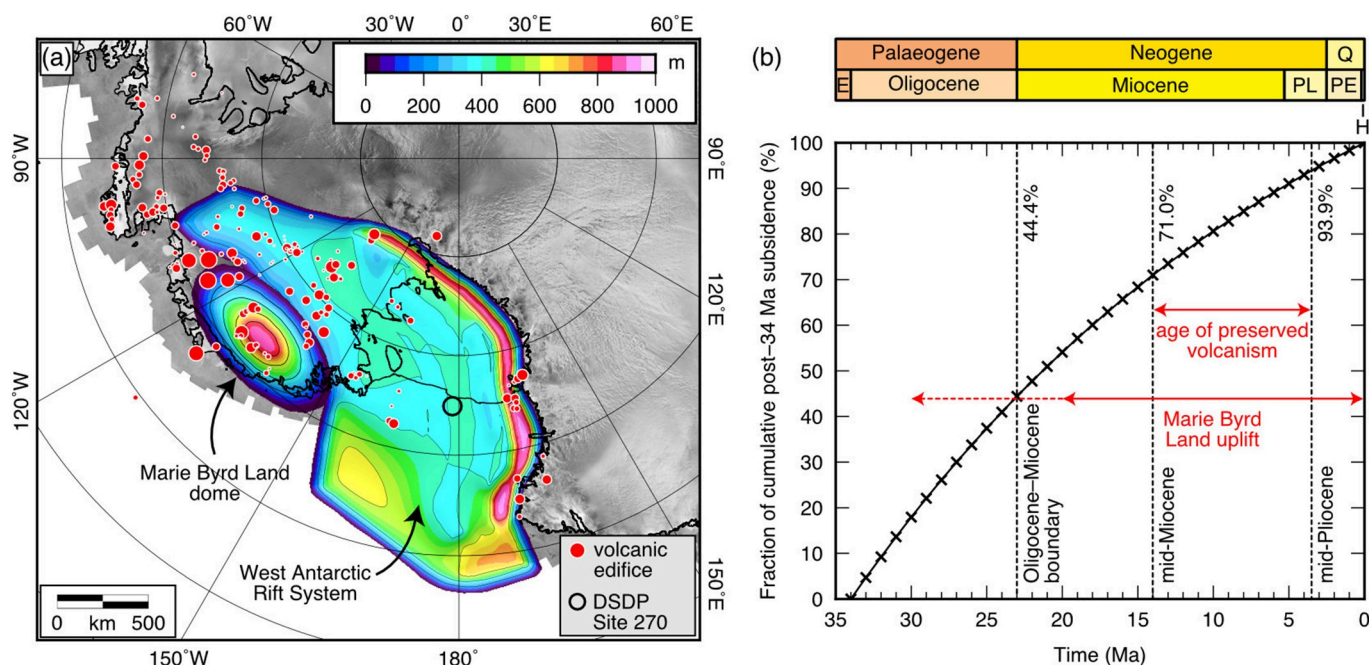 (a)
60°W
30°W
0°
30°E
60°E
m
0
200
400
600
800
1000
90°W
90°E
120°E
120°W
150°E
150°W
180°
Marie Byrd Land
dome
West Antarctic
Rift System
volcanic
edifice
DSDP
Site 270
0
500
km
(b)
Palaeogene
Neogene
Q
E
Oligocene
Miocene
PL
PE
H
Fraction of cumulative post–34 Ma subsidence (%)
100
90
80
70
60
50
40
30
20
10
0
44.4%
71.0%
93.9%
age of preserved
volcanism
Marie Byrd
Land uplift
Oligocene–Miocene
boundary
mid-Miocene
mid-Pliocene
35
30
25
20
15
10
5
0
Time (Ma)